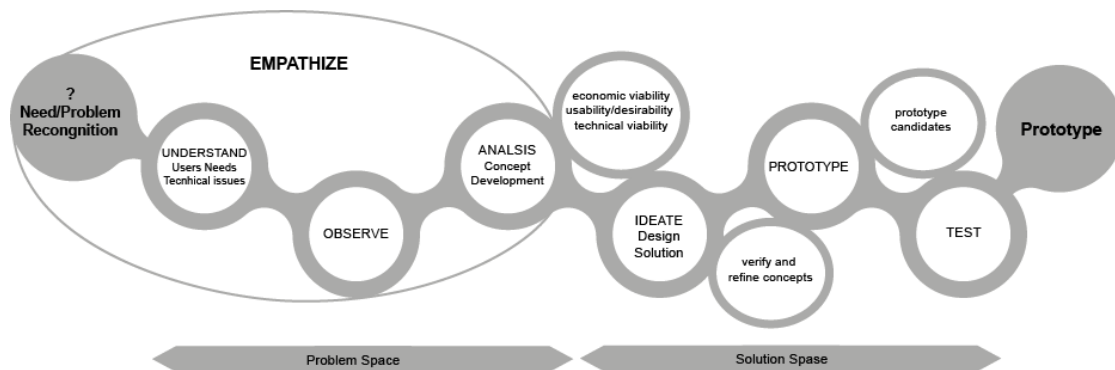 EMPATHIZE
?
Need/Problem
Recongnition
UNDERSTAND
Users Needs
Tecnhical issues
OBSERVE
ANALSIS
Concept
Development
economic viability
usability/desirability
technical viability
IDEATE
Design
Solution
verify and
refine concepts
PROTOTYPE
prototype
candidates
TEST
Prototype
Problem Space
Solution Spase